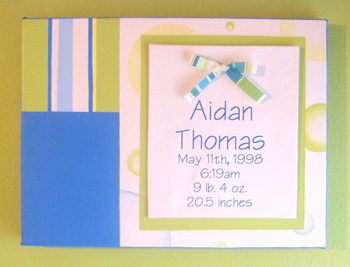 Aidan
Thomas
May 11th, 1998
6:19am
9 lb. 4 oz.
20.5 inches